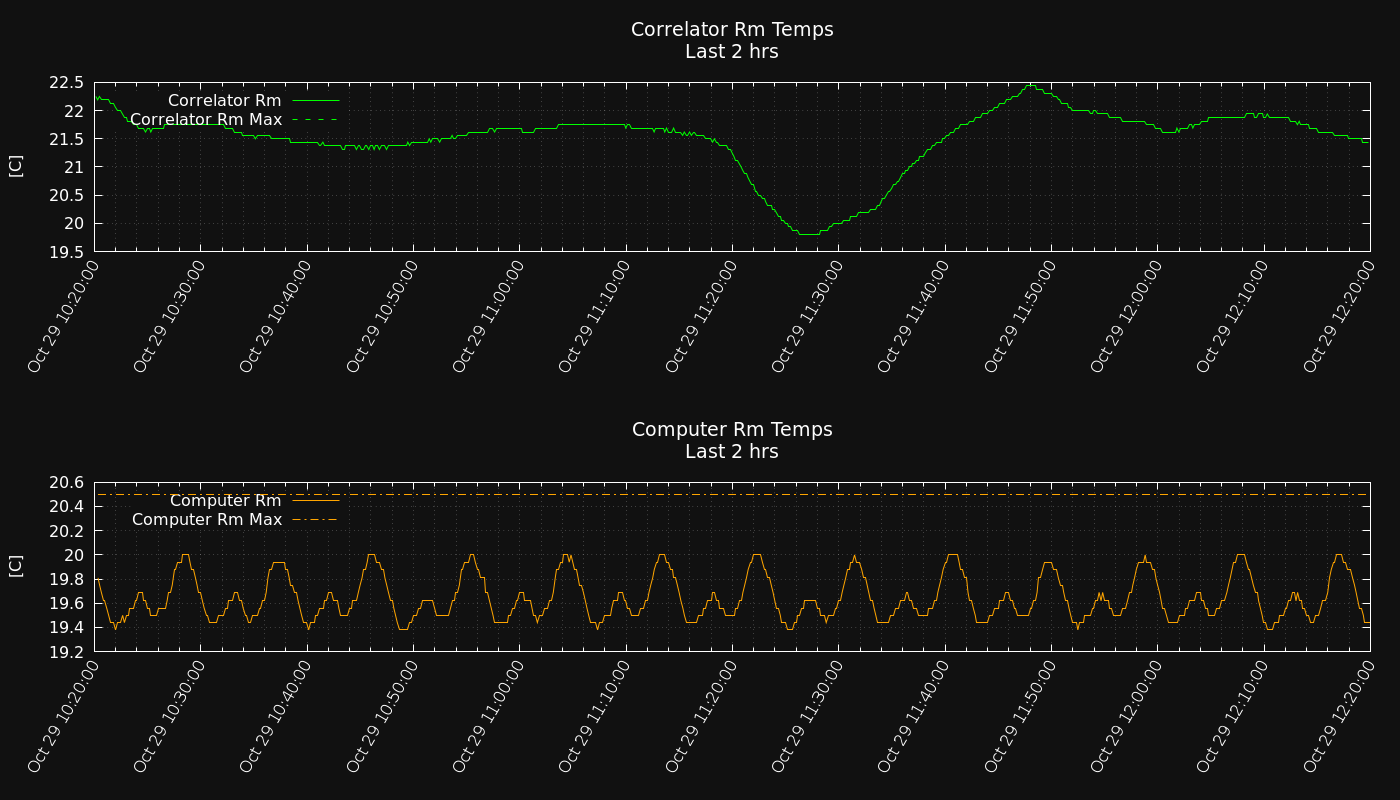 Correlator Rm Temps
Last 2 hrs
Correlator Rm
Correlator Rm Max
[C]
22.5
22
21.5
21
20.5
20
19.5
Oct 29 10:20:00
Oct 29 10:30:00
Oct 29 10:40:00
Oct 29 10:50:00
Oct 29 11:00:00
Oct 29 11:10:00
Oct 29 11:20:00
Oct 29 11:30:00
Oct 29 11:40:00
Oct 29 11:50:00
Oct 29 12:00:00
Oct 29 12:10:00
Oct 29 12:20:00
Computer Rm Temps
Last 2 hrs
Computer Rm
Computer Rm Max
[C]
20.6
20.4
20.2
20
19.8
19.6
19.4
19.2
Oct 29 10:20:00
Oct 29 10:30:00
Oct 29 10:40:00
Oct 29 10:50:00
Oct 29 11:00:00
Oct 29 11:10:00
Oct 29 11:20:00
Oct 29 11:30:00
Oct 29 11:40:00
Oct 29 11:50:00
Oct 29 12:00:00
Oct 29 12:10:00
Oct 29 12:20:00